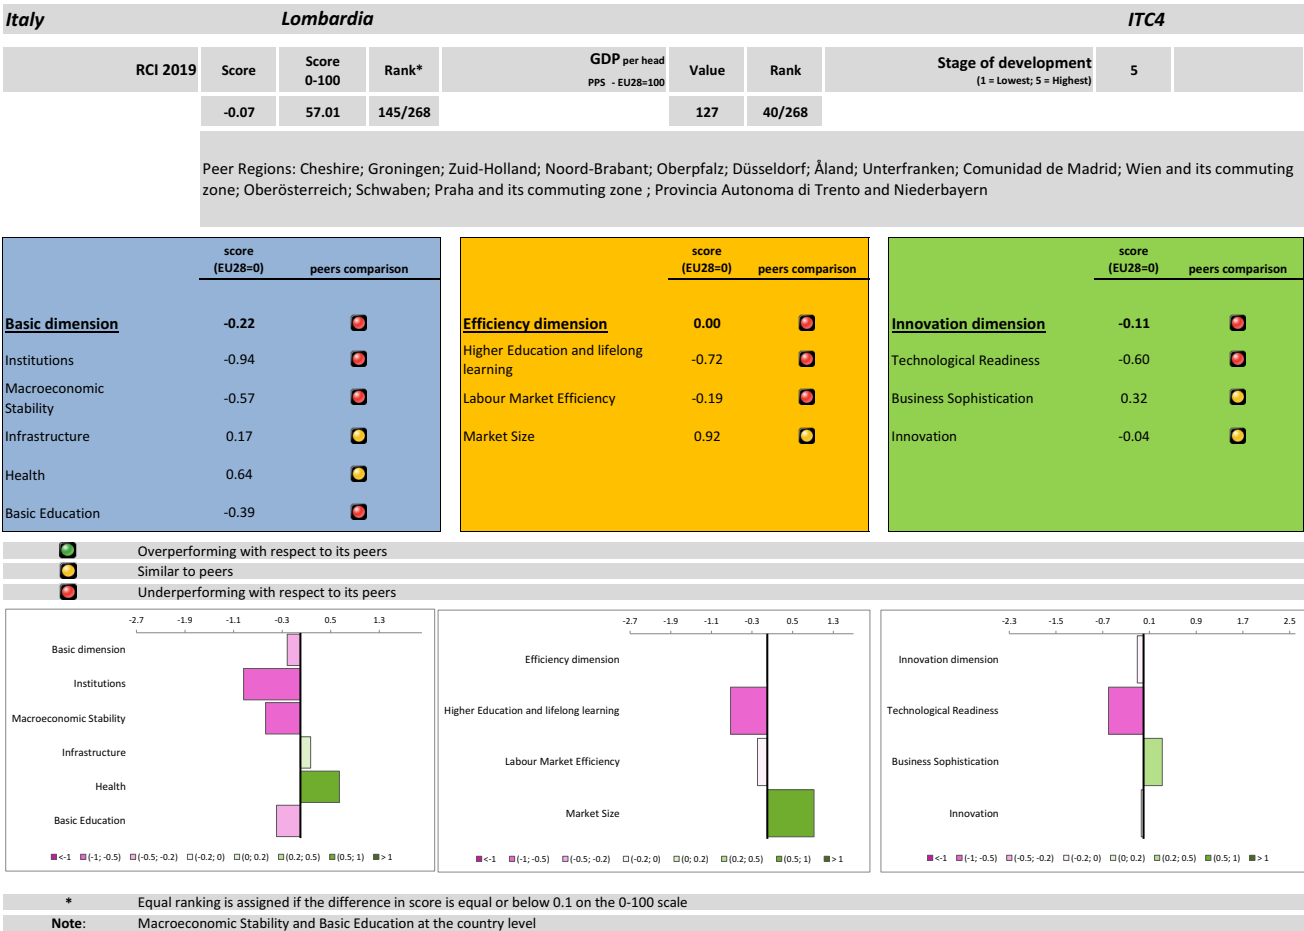 Italy Lombardia ITC4
RCI 2019 Score Score 0-100 Rank* GDP per head PPS - EU28=100 Value Rank Stage of development (1 = Lowest; 5 = Highest) 5
-0.07 57.01 145/268 127 40/268
Peer Regions: Cheshire; Groningen; Zuid-Holland; Noord-Brabant; Oberpfalz; Düsseldorf; Åland; Unterfranken; Comunidad de Madrid; Wien and its commuting
zone; Oberösterreich; Schwaben; Praha and its commuting zone ; Provincia Autonoma di Trento and Niederbayern
score
(EU28=0) peers comparison
Basic dimension -0.22
Institutions -0.94
Macroeconomic
Stability -0.57
Infrastructure 0.17
Health 0.64
Basic Education -0.39
score
(EU28=0) peers comparison
Efficiency dimension 0.00
Higher Education and lifelong
learning -0.72
Labour Market Efficiency -0.19
Market Size 0.92
score
(EU28=0) peers comparison
Innovation dimension -0.11
Technological Readiness -0.60
Business Sophistication 0.32
Innovation -0.04
Overperforming with respect to its peers
Similar to peers
Underperforming with respect to its peers
-2.7 -1.9 -1.1 -0.3 0.5 1.3
Basic dimension
Institutions
Macroeconomic Stability
Infrastructure
Health
Basic Education
<-1 (-1; -0.5) (-0.5; -0.2) (-0.2; 0) (0; 0.2) (0.2; 0.5) (0.5; 1) > 1
-2.7 -1.9 -1.1 -0.3 0.5 1.3
Efficiency dimension
Higher Education and lifelong learning
Labour Market Efficiency
Market Size
<-1 (-1; -0.5) (-0.5; -0.2) (-0.2; 0) (0; 0.2) (0.2; 0.5) (0.5; 1) > 1
-2.3 -1.5 -0.7 0.1 0.9 1.7 2.5
Innovation dimension
Technological Readiness
Business Sophistication
Innovation
<-1 (-1; -0.5) (-0.5; -0.2) (-0.2; 0) (0; 0.2) (0.2; 0.5) (0.5; 1) > 1
* Equal ranking is assigned if the difference in score is equal or below 0.1 on the 0-100 scale
Note: Macroeconomic Stability and Basic Education at the country level